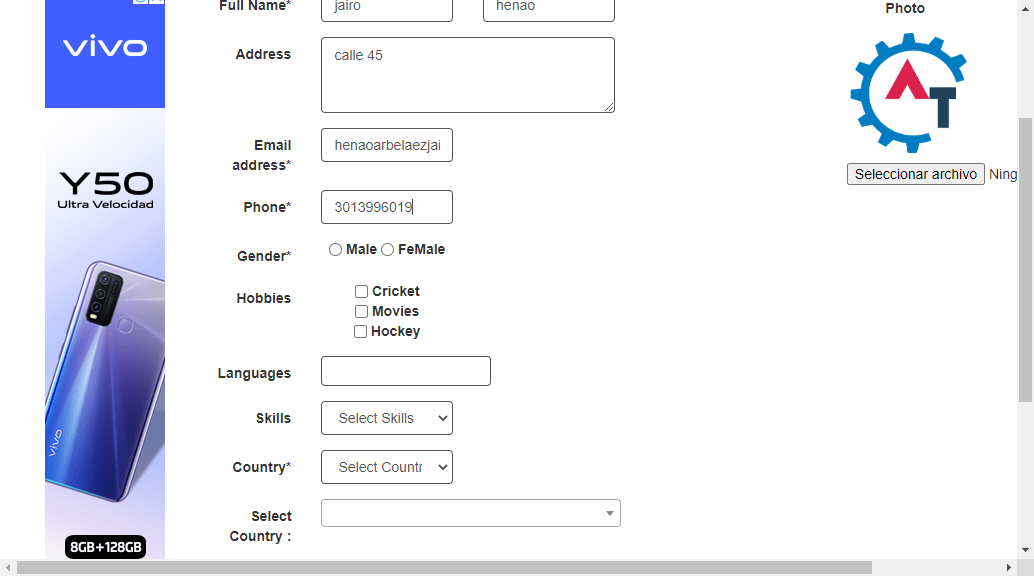 Full Name*
jairo
henao
Photo
vivo
Address
calle 45
AT
Email
address*
henaoarbelaezjai
Seleccionar archivo
Ning
Y50
Ultra Velocidad
Phone*
3013996019
Gender*
Male
FeMale
Hobbies
Cricket
Movies
Hockey
Languages
Skills
Select Skills
vivo
Country*
Select Countr
Select
Country :
8GB+128GB